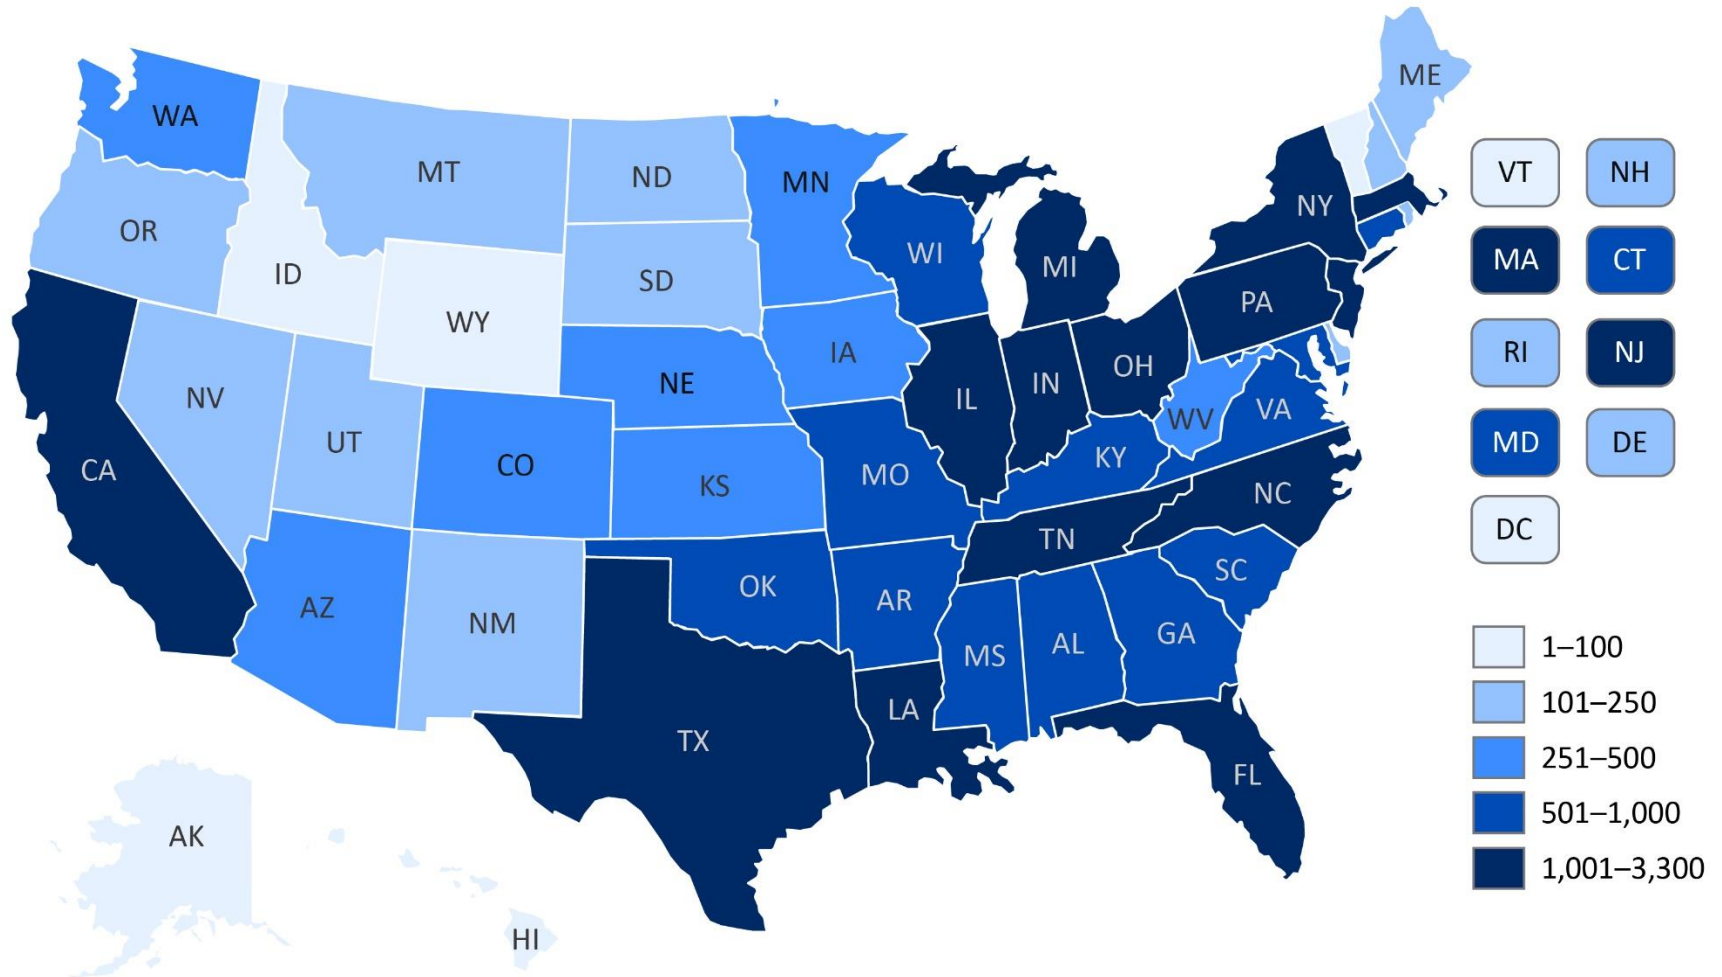 ME
WA
MT
ND
MN
VT
NH
OR
ID
SD
WI
MI
NY
MA
CT
WY
PA
IA
NE
OH
RI
NJ
NV
UT
CO
KS
MO
IL
IN
WV
VA
KY
MD
DE
CA
NC
DC
AZ
NM
OK
AR
TN
SC
MS
AL
GA
TX
LA
FL
1–100
101–250
251–500
501–1,000
1,001–3,300
AK
HI